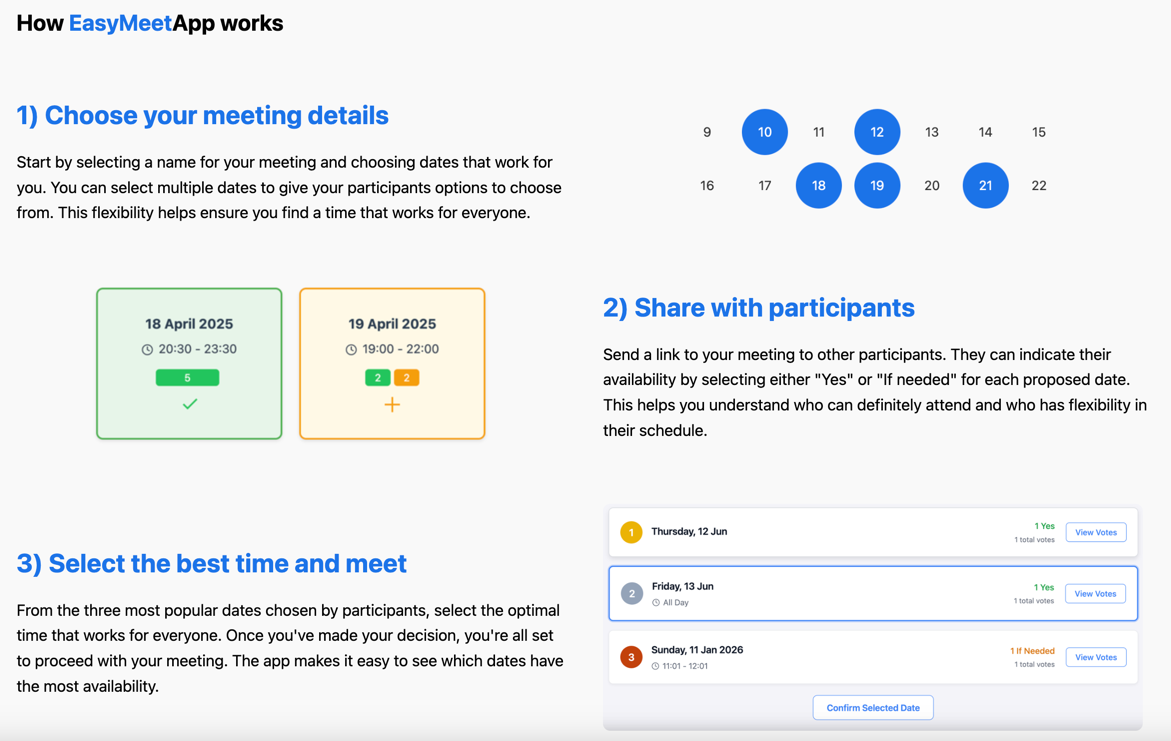 How EasyMeetApp works
1) Choose your meeting details
Start by selecting a name for your meeting and choosing dates that work for
you. You can select multiple dates to give your participants options to choose
from. This flexibility helps ensure you find a time that works for everyone.
9 10 11 12 13 14 15
16 17 18 19 20 21 22
18 April 2025
20:30 - 23:30
5
19 April 2025
19:00 - 22:00
2 2
2) Share with participants
Send a link to your meeting to other participants. They can indicate their
availability by selecting either "Yes" or "If needed" for each proposed date.
This helps you understand who can definitely attend and who has flexibility in
their schedule.
3) Select the best time and meet
From the three most popular dates chosen by participants, select the optimal
time that works for everyone. Once you've made your decision, you're all set
to proceed with your meeting. The app makes it easy to see which dates have
the most availability.
1 Thursday, 12 Jun
1 Yes
1 total votes
View Votes
2 Friday, 13 Jun
All Day
1 Yes
1 total votes
View Votes
3 Sunday, 11 Jan 2026
11:01 - 12:01
1 If Needed
1 total votes
View Votes
Confirm Selected Date